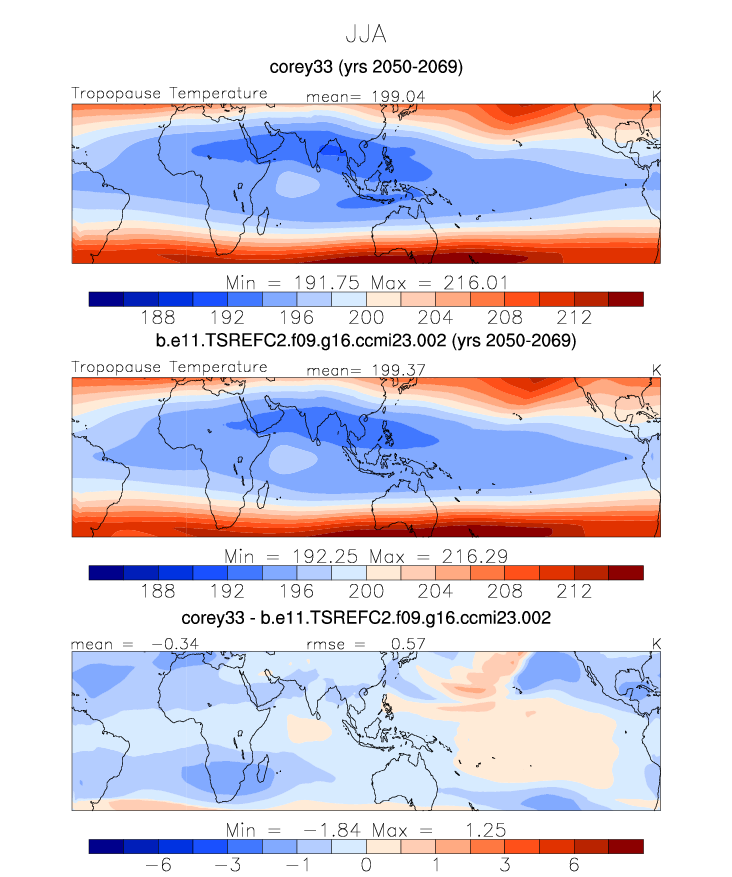 JJA
corey33 (yrs 2050-2069)
Tropopause Temperature mean= 199.04 K
Min = 191.75 Max = 216.01
188 192 196 200 204 208 212
b.e11.TSREFC2.f09.g16.ccmi23.002 (yrs 2050-2069)
Tropopause Temperature mean= 199.37 K
Min = 192.25 Max = 216.29
188 192 196 200 204 208 212
corey33 - b.e11.TSREFC2.f09.g16.ccmi23.002
mean = -0.34 rmse = 0.57 K
Min = -1.84 Max = 1.25
-6 -3 -1 0 1 3 6